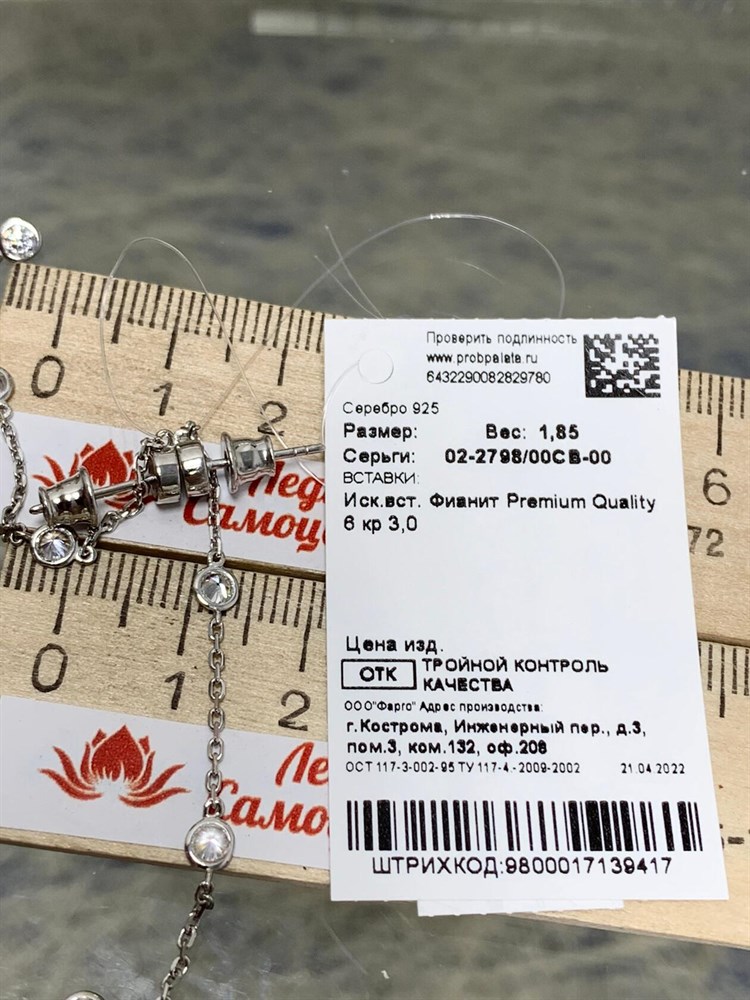 Проверить подлинность
www.probpalata.ru
6432290082829780
Серебро 925
Размер: Вес: 1,85
Серьги: 02-2798/00СВ-00
ВСТАВКИ:
Иск.вст. Фианит Premium Quality
6 кр 3,0
Цена изд.
ОТК ТРОЙНОЙ КОНТРОЛЬ
КАЧЕСТВА
ООО"Фарго" Адрес производства:
г.Кострома, Инженерный пер., д.3,
пом.3, ком.132, оф.208
ОСТ 117-3-002-95 ТУ 117-4.-2009-2002 21.04.2022
ШТРИХКОД:9800017139417
0 1 2 6
72
0 1 2